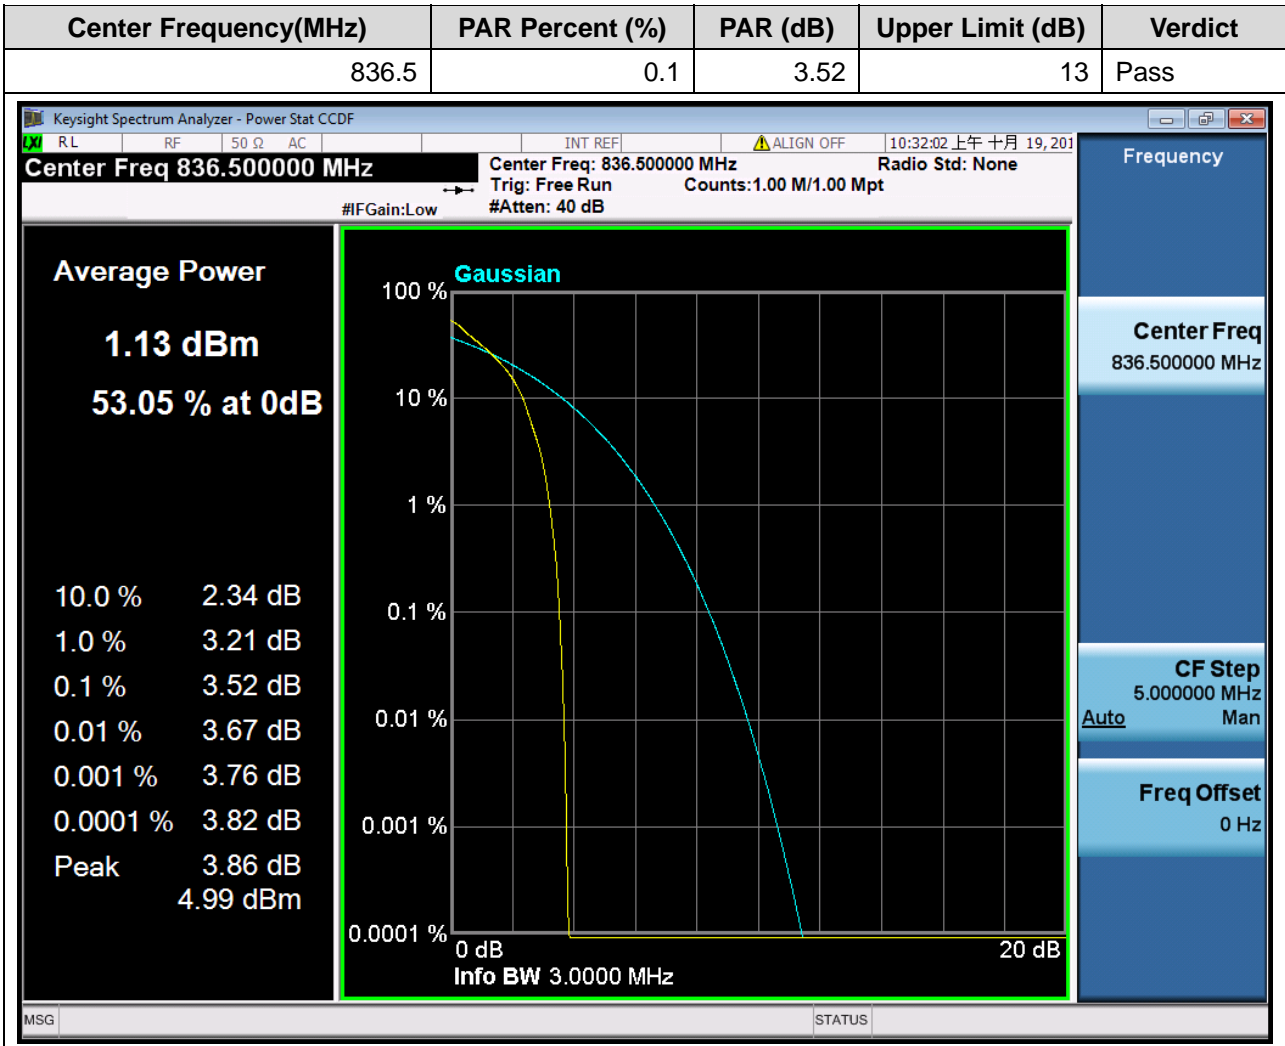 Center Frequency(MHz) PAR Percent (%) PAR (dB) Upper Limit (dB) Verdict
836.5 0.1 3.52 13 Pass
Keysight Spectrum Analyzer - Power Stat CCDF
LXI RL RF 50 Ω AC INT REF ALIGN OFF 10:32:02 上午 十月 19, 201
Center Freq 836.500000 MHz
Center Freq: 836.500000 MHz Radio Std: None
Trig: Free Run Counts:1.00 M/1.00 Mpt
#IFGain:Low #Atten: 40 dB
Average Power
1.13 dBm
53.05 % at 0dB
10.0 % 2.34 dB
1.0 % 3.21 dB
0.1 % 3.52 dB
0.01 % 3.67 dB
0.001 % 3.76 dB
0.0001 % 3.82 dB
Peak 3.86 dB
4.99 dBm
Gaussian
100 %
10 %
1 %
0.1 %
0.01 %
0.001 %
0.0001 %
0 dB 20 dB
Info BW 3.0000 MHz
Frequency
Center Freq
836.500000 MHz
CF Step
5.000000 MHz
Auto Man
Freq Offset
0 Hz
MSG STATUS